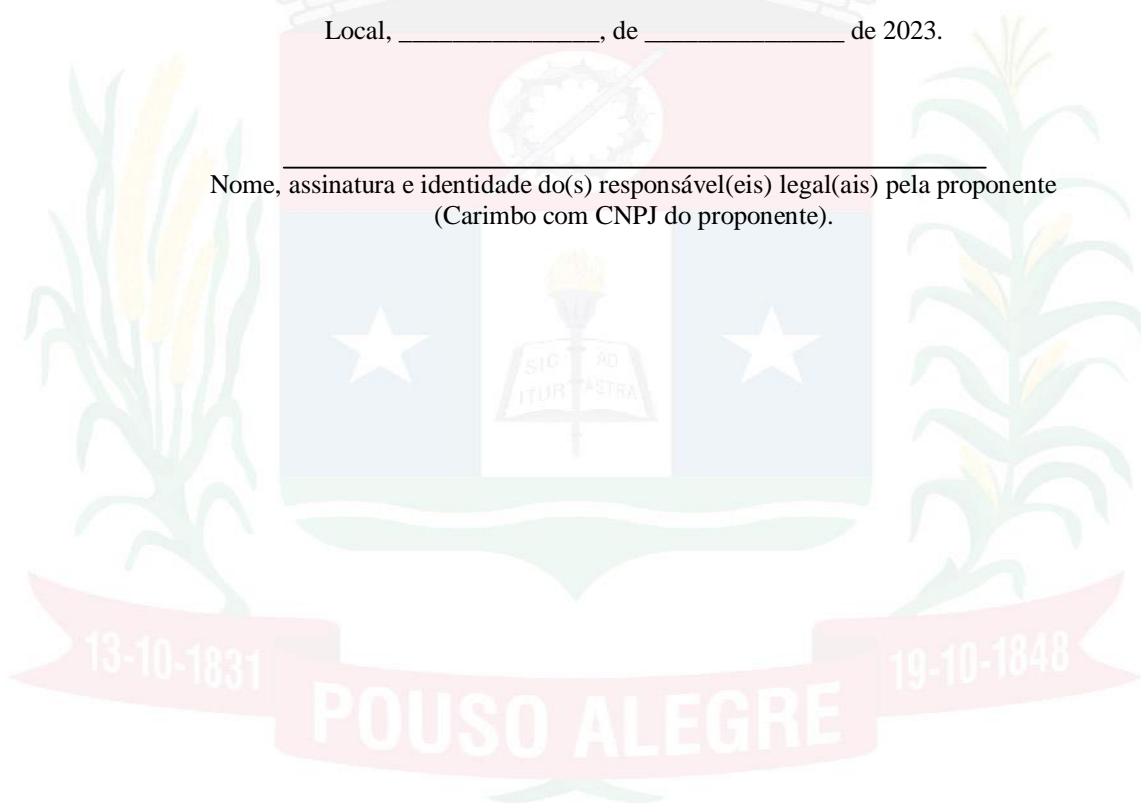 Local, _______________, de _______________ de 2023.
Nome, assinatura e identidade do(s) responsável(eis) legal(ais) pela proponente
(Carimbo com CNPJ do proponente).
SIC AD
ITUR ASTRA
13-10-1831
19-10-1848
POUSO ALEGRE